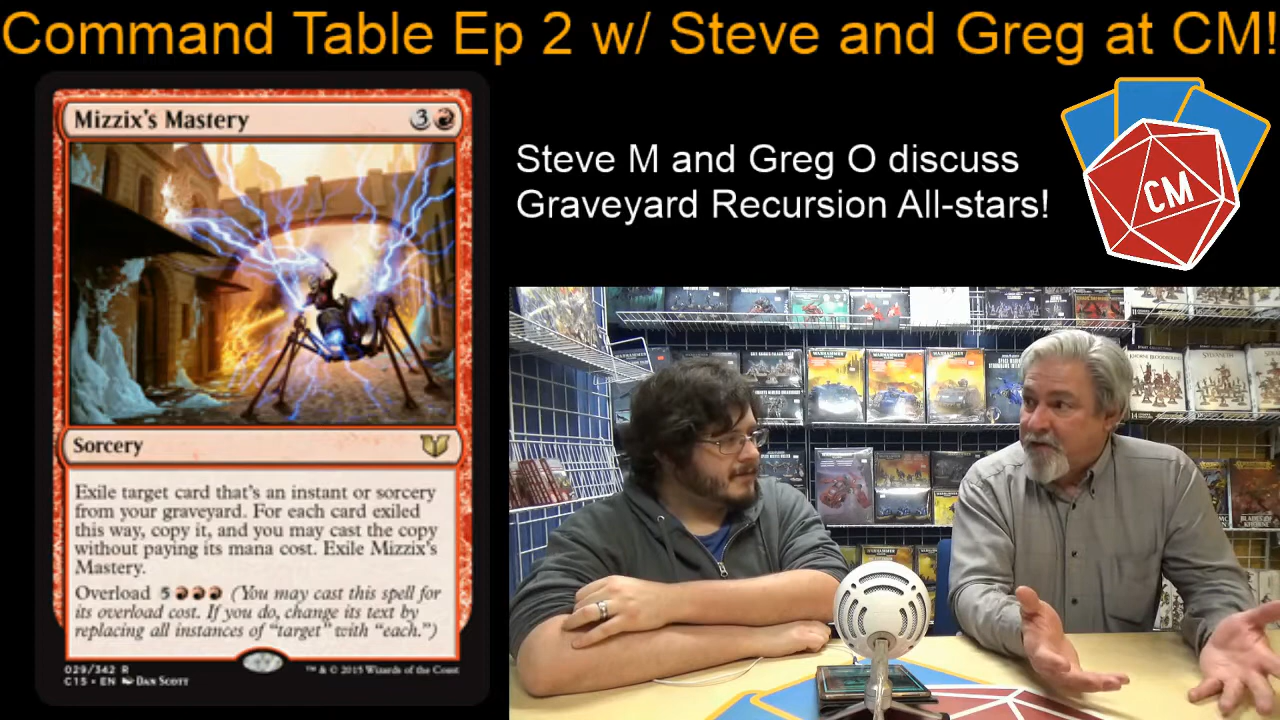 Command Table Ep 2 w/ Steve and Greg at CM!
Mizzix's Mastery
3
Steve M and Greg O discuss
Graveyard Recursion All-stars!
CM
Sorcery
Exile target card that's an instant or sorcery
from your graveyard. For each card exiled
this way, copy it, and you may cast the copy
without paying its mana cost. Exile Mizzix's
Mastery.
Overload 5 (You may cast this spell for
its overload cost. If you do, change its text by
replacing all instances of "target" with "each.")
029/342 R
C15 • EN DAN SCOTT
™ & © 2015 Wizards of the Coast
WARHAMMER
WARHAMMER
WARHAMMER
SYLVANETH